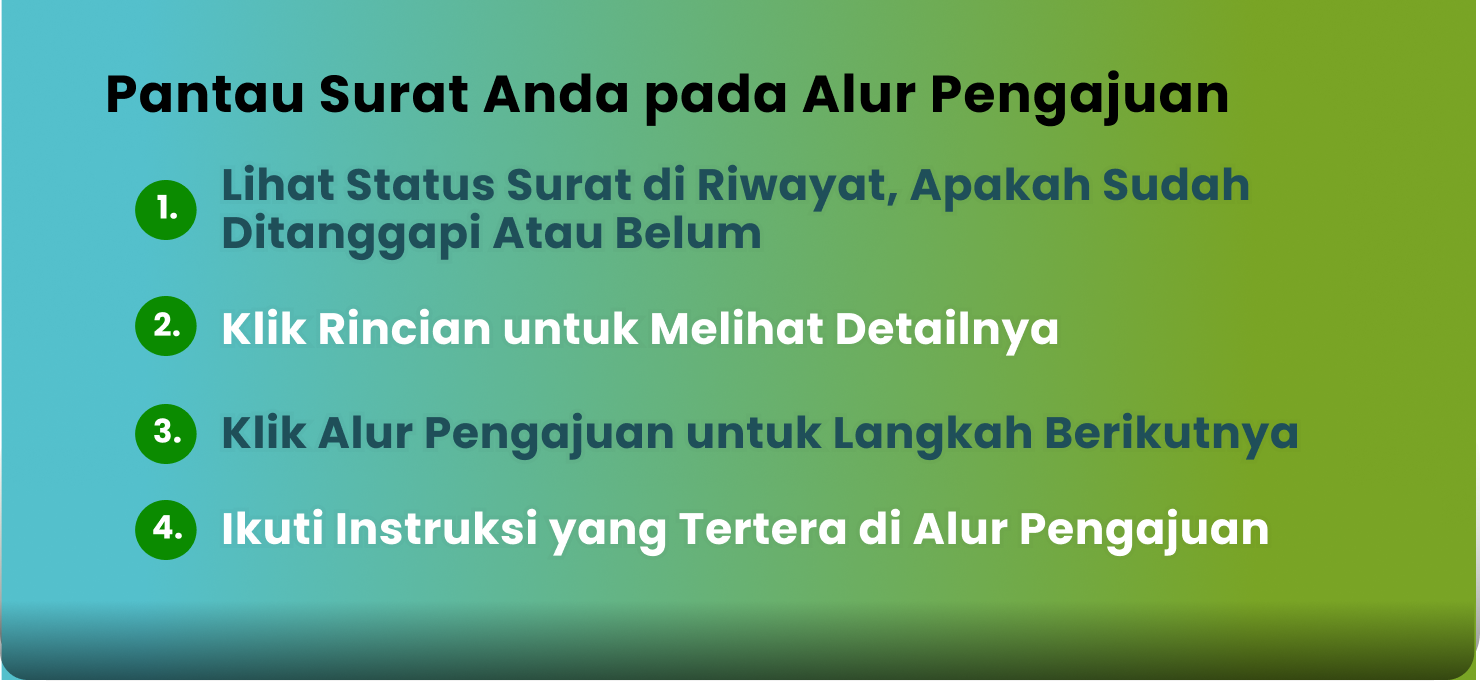 Pantau Surat Anda pada Alur Pengajuan
1. Lihat Status Surat di Riwayat, Apakah Sudah
Ditanggapi Atau Belum
2. Klik Rincian untuk Melihat Detailnya
3. Klik Alur Pengajuan untuk Langkah Berikutnya
4. Ikuti Instruksi yang Tertera di Alur Pengajuan